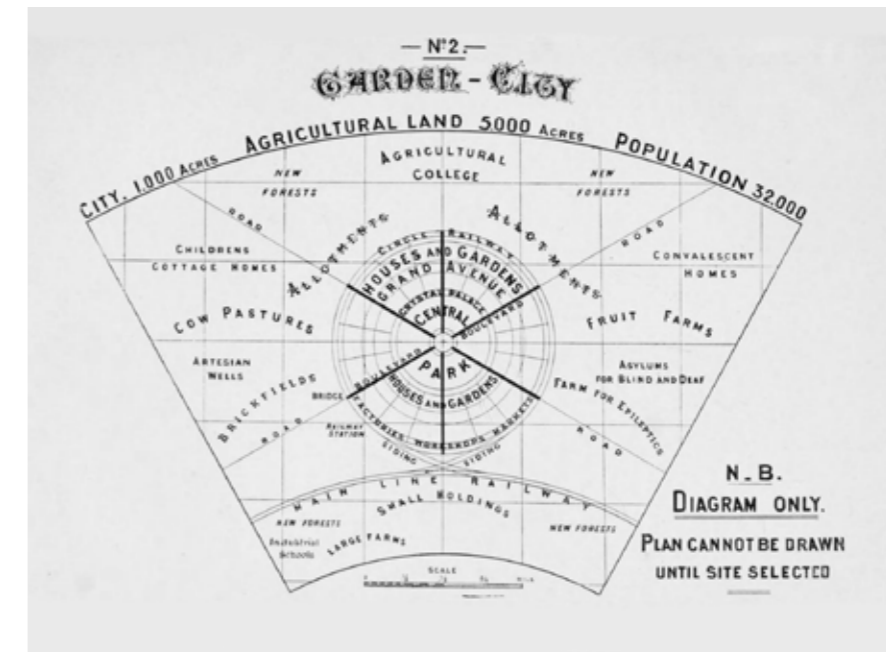 Nº2.
GARDEN-CITY
CITY. 1.000 ACRES AGRICULTURAL LAND 5000 ACRES POPULATION 32.000
AGRICULTURAL
COLLEGE
NEW
FORESTS
NEW
FORESTS
ROAD
ROAD
ALLOTMENTS
ALLOTMENTS
CHILDRENS
COTTAGE HOMES
CONVALESCENT
HOMES
CIRCLE RAILWAY
HOUSES AND GARDENS
GRAND AVENUE
CRYSTAL PALACE
CENTRAL
BOULEVARD
COW PASTURES
FRUIT FARMS
ARTESIAN
WELLS
ASYLUMS
FOR BLIND AND DEAF
PARK
BOULEVARD
HOUSES AND GARDENS
BRICKFIELDS
FARM FOR EPILEPTICS
BRIDGE
FACTORIES WORKSHOPS MARKETS
ROAD
ROAD
RAILWAY
STATION
SIDING
SIDING
MAIN LINE RAILWAY
SMALL HOLDINGS
NEW FORESTS
NEW FORESTS
Industrial
Schools
LARGE FARMS
SCALE
N_B.
DIAGRAM ONLY.
PLAN CANNOT BE DRAWN
UNTIL SITE SELECTED